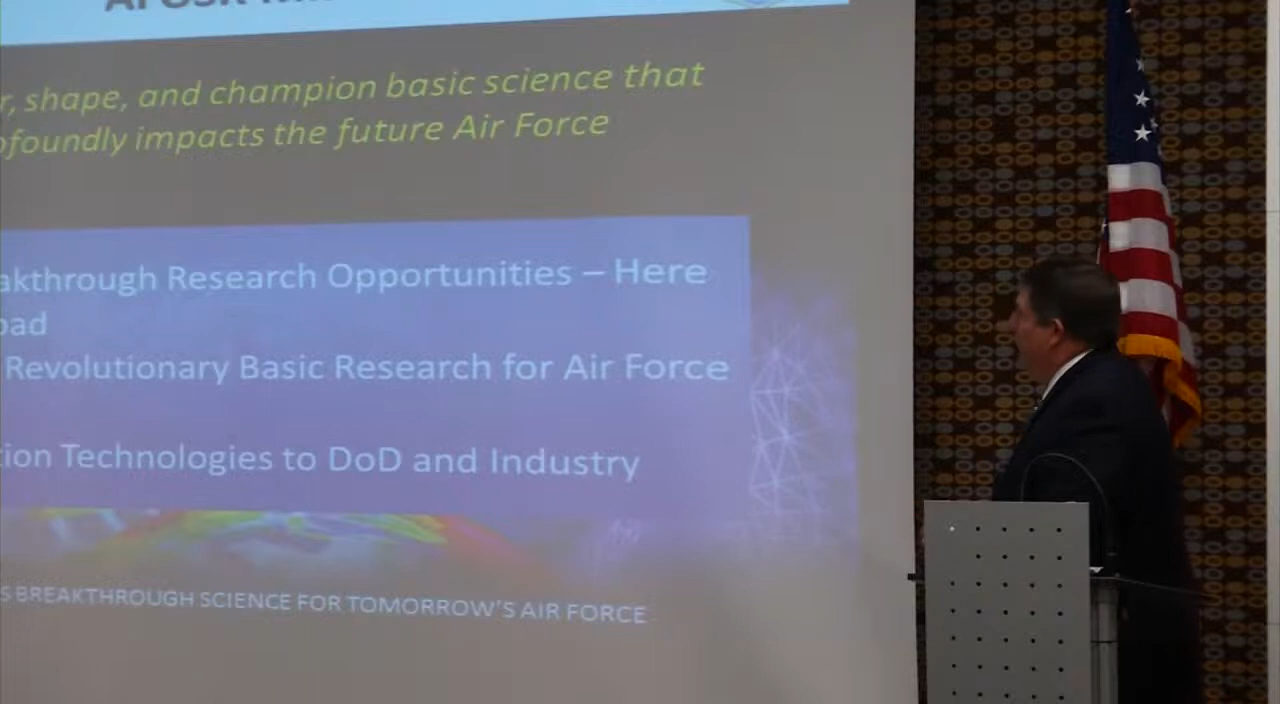 AFOSR
r, shape, and champion basic science that
ofoundly impacts the future Air Force
akthrough Research Opportunities – Here
oad
Revolutionary Basic Research for Air Force
tion Technologies to DoD and Industry
S BREAKTHROUGH SCIENCE FOR TOMORROW'S AIR FORCE